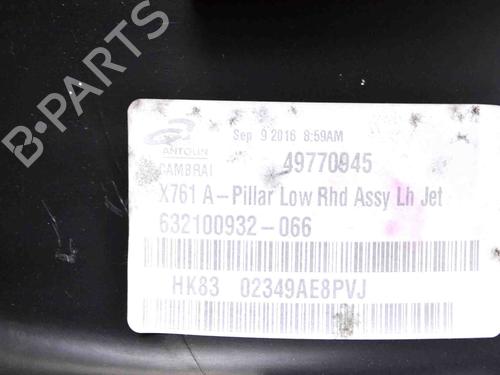 B-PARTS
Sep 9 2016 8:59AM
ANTOLIN
CAMBRAI
49770945
X761 A-Pillar Low Rhd Assy Lh Jet
632100932-066
HK83 02349AE8PVJ